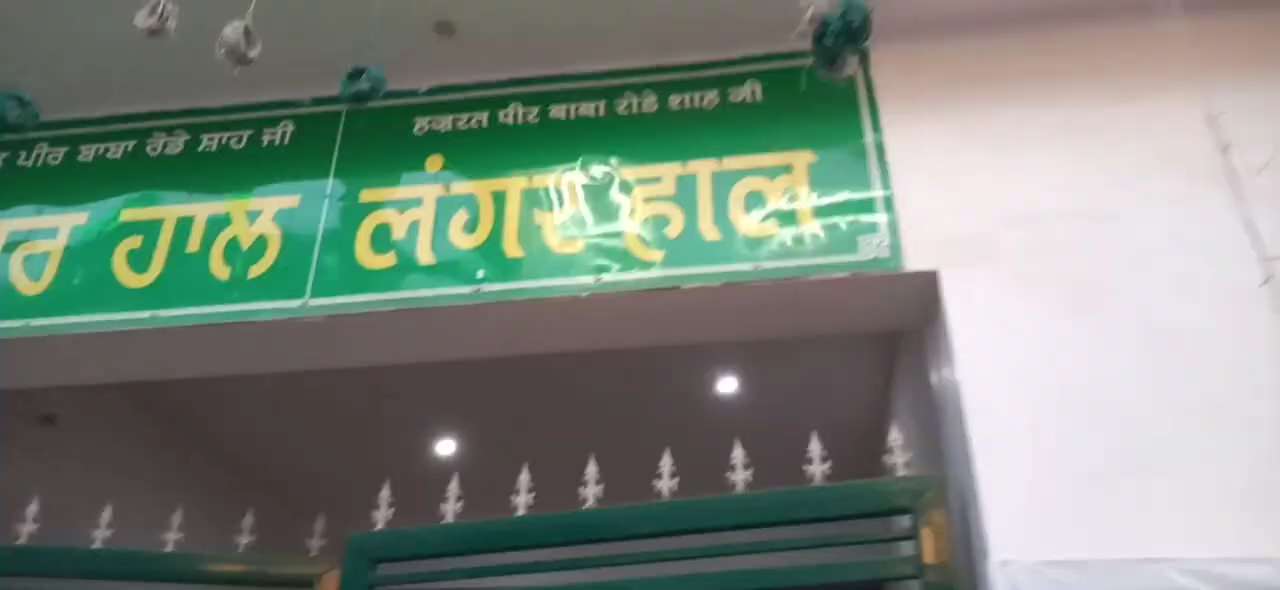 ਪੀਰ ਬਾਬਾ ਰੋਡੇ ਸ਼ਾਹ ਜੀ
ਹਾਲ
ਹਜ਼ਰਤ ਪੀਰ ਬਾਬਾ ਰੋਡੇ ਸ਼ਾਹ ਜੀ
ਲੰਗਰ ਹਾਲ